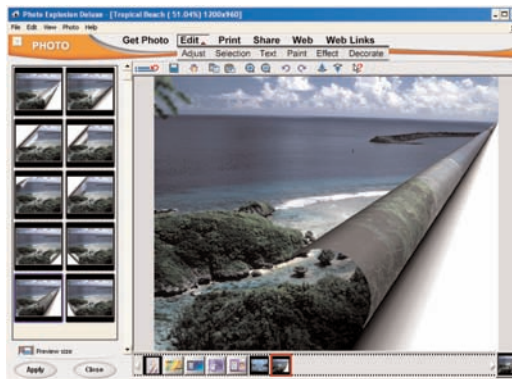 Photo Explosion Deluxe - [Tropical Beach ( 51.04%) 1200x960]
File Edit View Photo Help
PHOTO
Get Photo Edit Print Share Web Web Links
Adjust Selection Text Paint Effect Decorate
Preview size
Apply Close